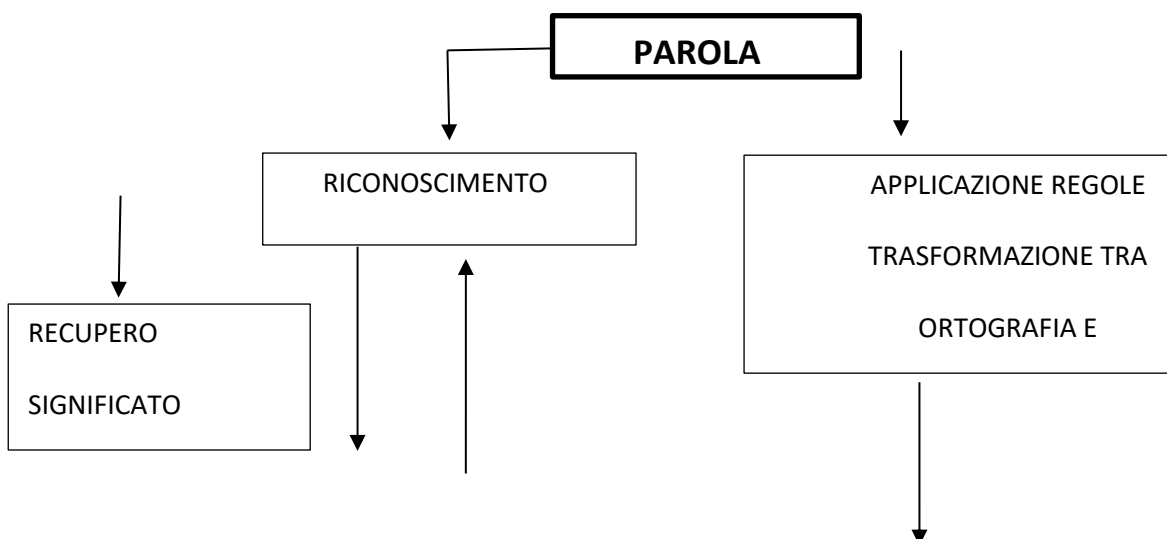 PAROLA
RICONOSCIMENTO
APPLICAZIONE REGOLE
TRASFORMAZIONE TRA
ORTOGRAFIA E
RECUPERO
SIGNIFICATO